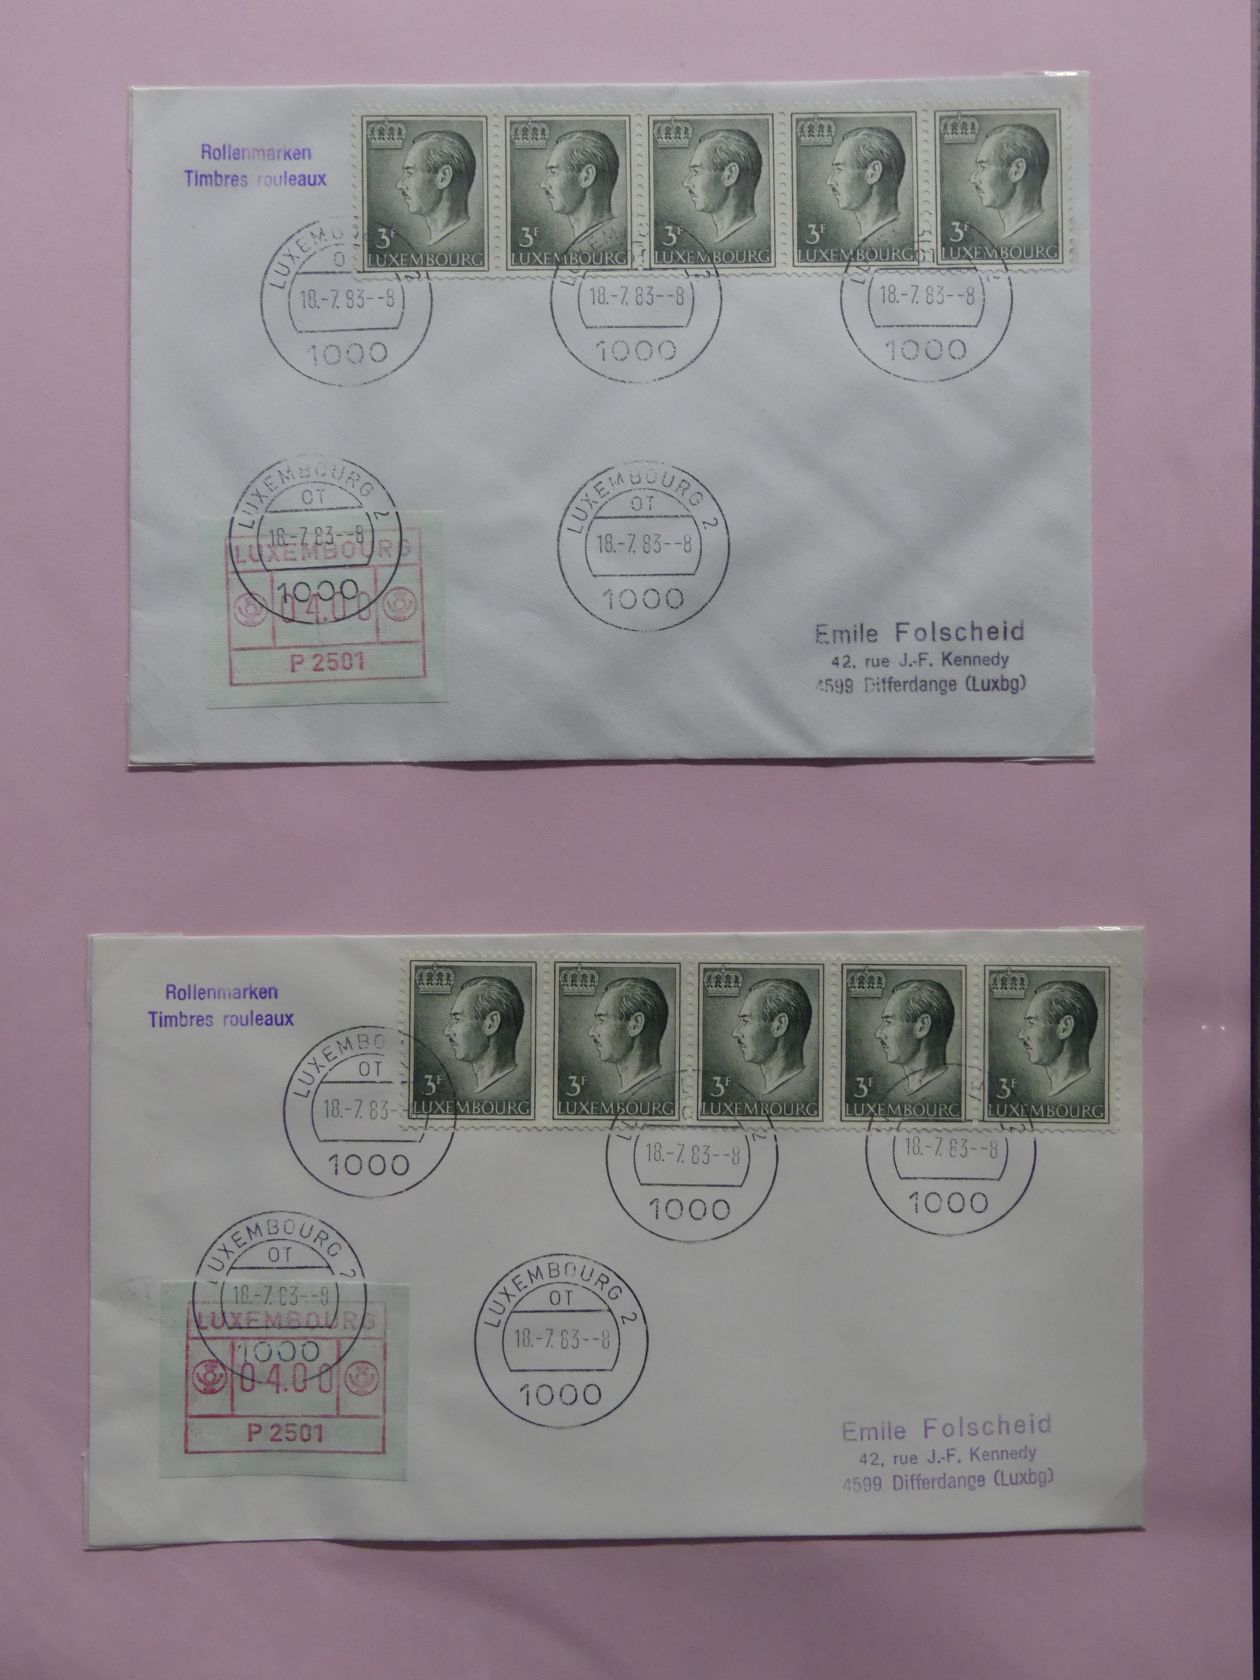 Rollenmarken
Timbres rouleaux
3F 3F 3F 3F 3F
LUXEMBOURG LUXEMBOURG LUXEMBOURG LUXEMBOURG LUXEMBOURG
18.-7.83--8
1000
18.-7.83--8
1000
18.-7.83--8
1000
LUXEMBOURG 2
OT
18.-7.83--8
1000
LUXEMBOURG
04.00
P 2501
LUXEMBOURG 2
OT
18.-7.83--8
1000
Emile Folscheid
42, rue J.-F. Kennedy
4599 Differdange (Luxbg)
Rollenmarken
Timbres rouleaux
3F 3F 3F 3F 3F
LUXEMBOURG LUXEMBOURG LUXEMBOURG LUXEMBOURG LUXEMBOURG
OT
18.-7.83-
1000
18.-7.83--8
1000
18.-7.83--8
1000
LUXEMBOURG 2
OT
18.-7.83--8
1000
LUXEMBOURG
04.00
P 2501
LUXEMBOURG 2
OT
18.-7.83--8
1000
Emile Folscheid
42, rue J.-F. Kennedy
4599 Differdange (Luxbg)